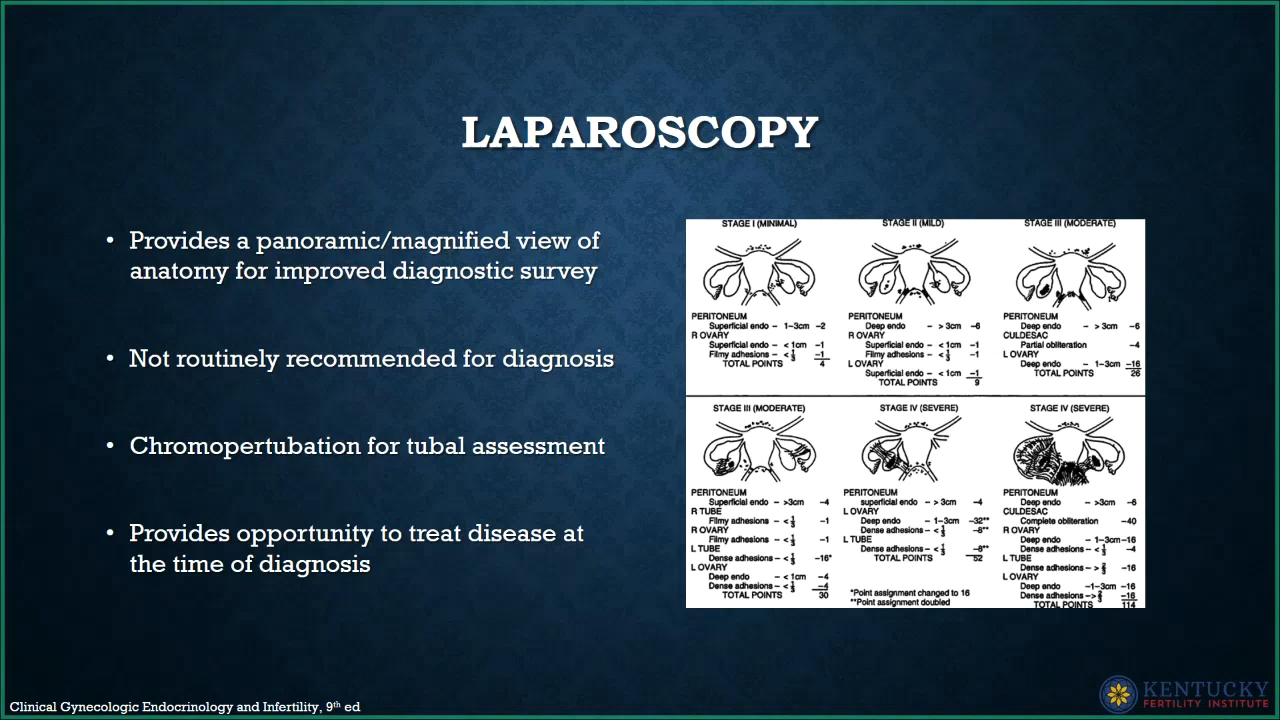 LAPAROSCOPY
• Provides a panoramic/magnified view of
anatomy for improved diagnostic survey
• Not routinely recommended for diagnosis
• Chromopertubation for tubal assessment
• Provides opportunity to treat disease at
the time of diagnosis
STAGE I (MINIMAL)
PERITONEUM
Superficial endo – 1-3cm -2
R OVARY
Superficial endo – < 1cm -1
Filmy adhesions – < 1/3 -1
TOTAL POINTS 4
STAGE II (MILD)
PERITONEUM
Deep endo – > 3cm -6
R OVARY
Superficial endo – < 1cm -1
Filmy adhesions – < 1/3 -1
L OVARY
Superficial endo – < 1cm -1
TOTAL POINTS 9
STAGE III (MODERATE)
PERITONEUM
Deep endo – > 3cm -6
CULDESAC
Partial obliteration -4
L OVARY
Deep endo – 1-3cm -16
TOTAL POINTS 26
STAGE III (MODERATE)
PERITONEUM
Superficial endo – >3cm -4
R TUBE
Filmy adhesions – < 1/3 -1
R OVARY
Filmy adhesions – < 1/3 -1
L TUBE
Dense adhesions – < 1/3 -16*
L OVARY
Deep endo – < 1cm -4
Dense adhesions – < 1/3 -4
TOTAL POINTS 30
STAGE IV (SEVERE)
PERITONEUM
superficial endo – > 3cm -4
L OVARY
Deep endo – 1-3cm -32**
Dense adhesions – < 1/3 -8**
L TUBE
Dense adhesions – < 1/3 -8**
TOTAL POINTS 52
*Point assignment changed to 16
**Point assignment doubled
STAGE IV (SEVERE)
PERITONEUM
Deep endo – >3cm -6
CULDESAC
Complete obliteration -40
R OVARY
Deep endo – 1-3cm -16
Dense adhesions – < 1/3 -4
L TUBE
Dense adhesions – > 2/3 -16
L OVARY
Deep endo – 1-3cm -16
Dense adhesions – > 2/3 -16
TOTAL POINTS 114
Clinical Gynecologic Endocrinology and Infertility, 9th ed
KENTUCKY
FERTILITY INSTITUTE